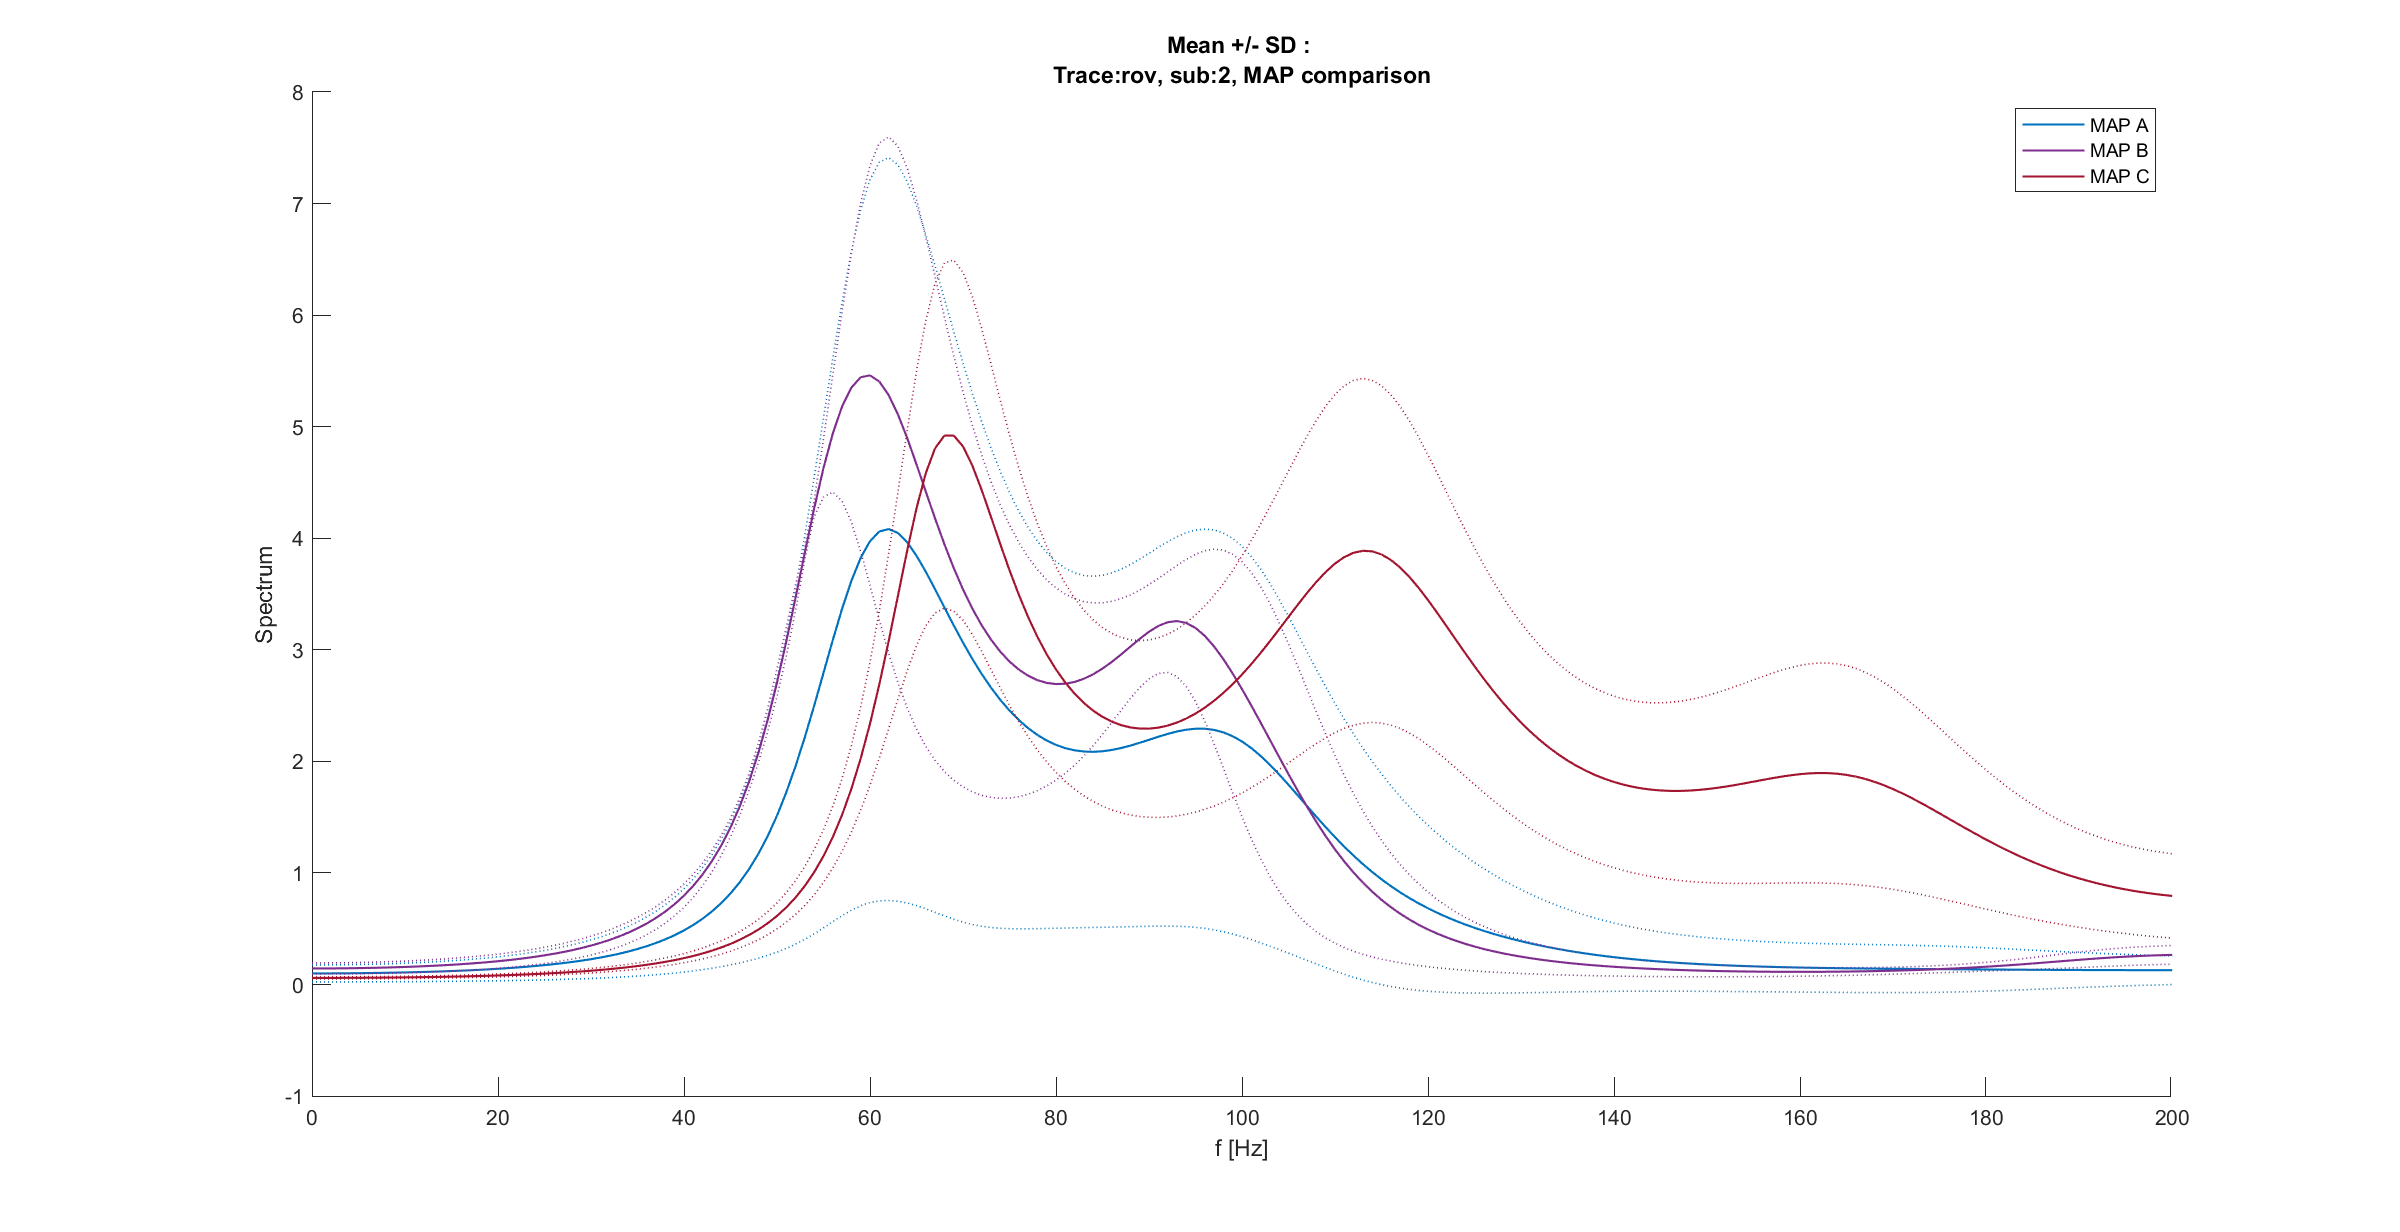 Mean +/- SD :
Trace:rov, sub:2, MAP comparison
MAP A
MAP B
MAP C
Spectrum
8
7
6
5
4
3
2
1
0
-1
0 20 40 60 80 100 120 140 160 180 200
f [Hz]